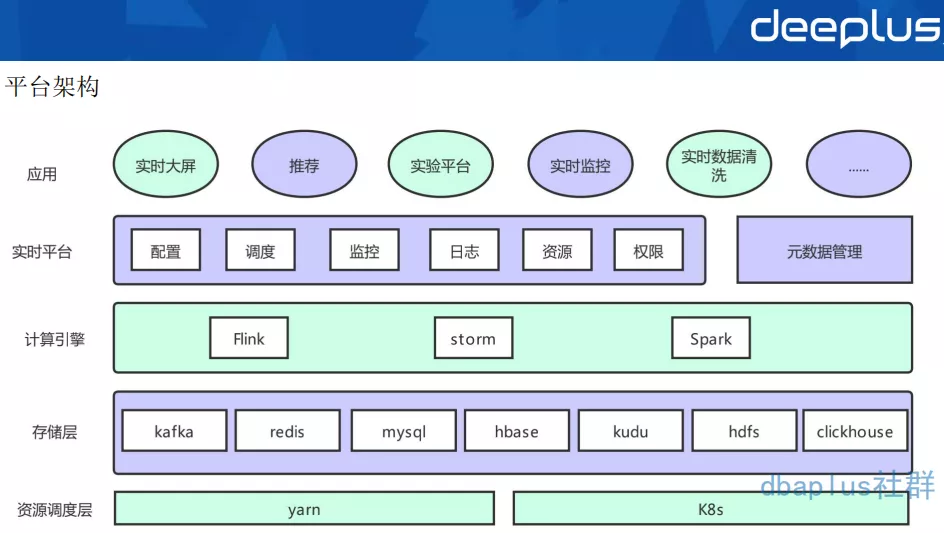 deeplus
平台架构
应用
实时大屏
推荐
实验平台
实时监控
实时数据清
洗
......
实时平台
配置
调度
监控
日志
资源
权限
元数据管理
计算引擎
Flink
storm
Spark
存储层
kafka
redis
mysql
hbase
kudu
hdfs
clickhouse
dbaplus社群
资源调度层
yarn
K8s